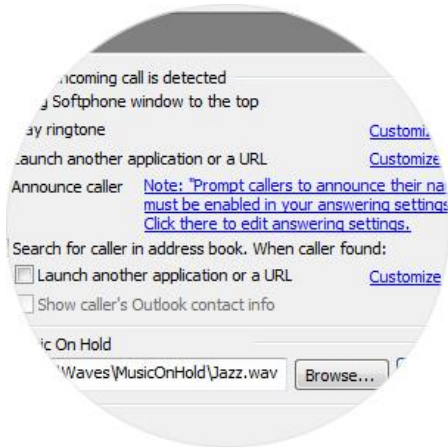 incoming call is detected
Softphone window to the top
ringtone Customi
Launch another application or a URL Customize
Announce caller Note: "Prompt callers to announce their na
must be enabled in your answering settings
Click there to edit answering settings.
Search for caller in address book. When caller found:
Launch another application or a URL Customize
Show caller's Outlook contact info
ic On Hold
\Waves\MusicOnHold\Jazz.wav Browse...